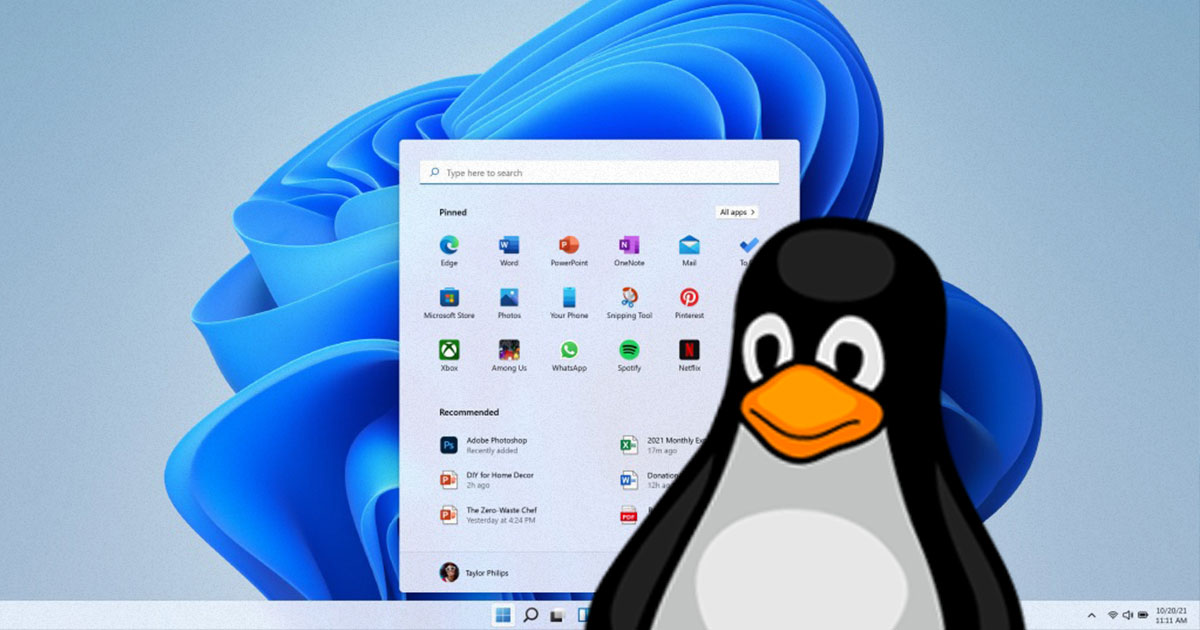 Type here to search
Pinned
All apps >
Edge
Word
PowerPoint
OneNote
Mail
Microsoft Store
Photos
Your Phone
Snipping Tool
Pinterest
Xbox
Among Us
WhatsApp
Spotify
Netflix
Recommended
Adobe Photoshop
Recently added
2021 Monthly
17m ago
DIY for Home Decor
2h ago
12h
The Zero-Waste Chef
Yesterday at 4:24 PM
PDF
Taylor Philips
10/20/21
11:11 AM